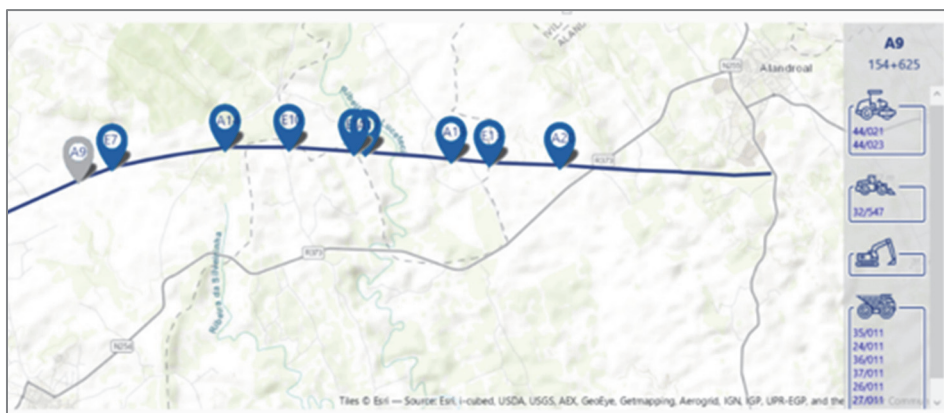 A9
154+625
N255
Alandroal
A1
E1
A1
E1
A2
A9
E7
R373
R373
N256
44/021
44/023
32/547
35/011
24/011
36/011
37/011
26/011
27/011
Tiles © Esri — Source: Esri, i-cubed, USDA, USGS, AEX, GeoEye, Getmapping, Aerogrid, IGN, IGP, UPR-EGP, and the